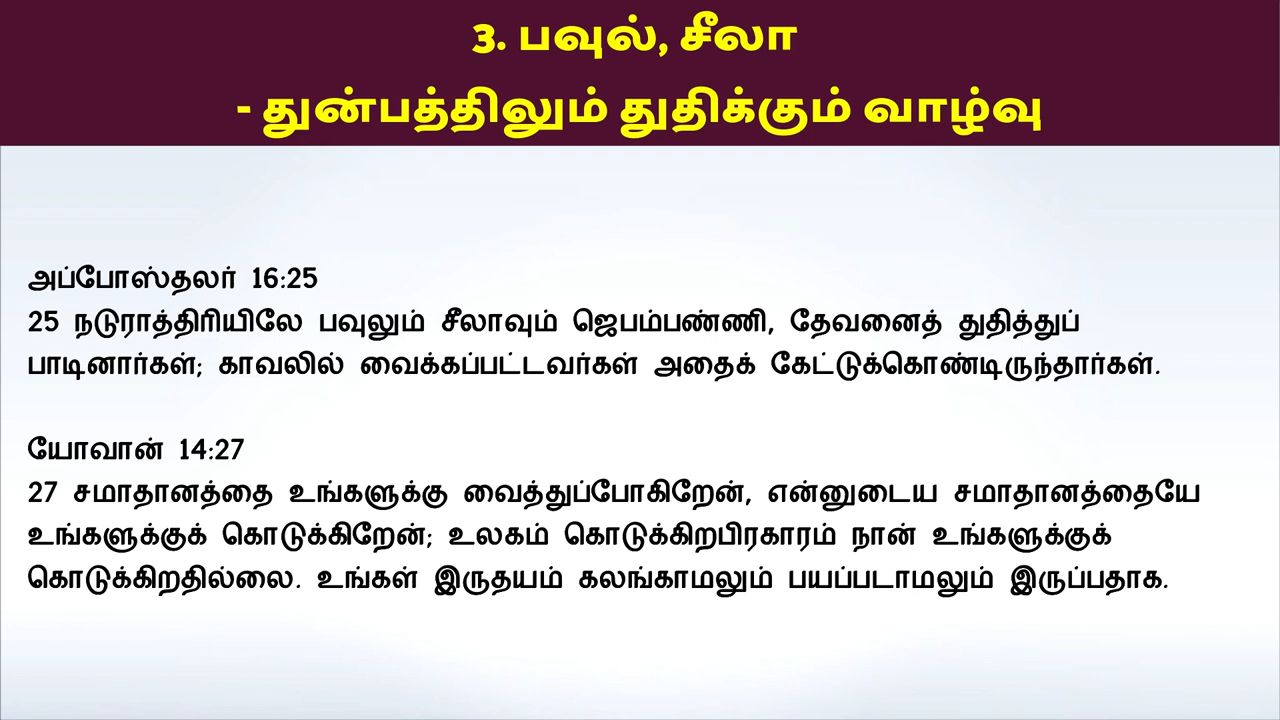 3. பவுல், சீலா
- துன்பத்திலும் துதிக்கும் வாழ்வு
அப்போஸ்தலர் 16:25
25 நடுராத்திரியிலே பவுலும் சீலாவும் ஜெபம்பண்ணி, தேவனைத் துதித்துப்
பாடினார்கள்; காவலில் வைக்கப்பட்டவர்கள் அதைக் கேட்டுக்கொண்டிருந்தார்கள்.
யோவான் 14:27
27 சமாதானத்தை உங்களுக்கு வைத்துப்போகிறேன், என்னுடைய சமாதானத்தையே
உங்களுக்குக் கொடுக்கிறேன்; உலகம் கொடுக்கிறபிரகாரம் நான் உங்களுக்குக்
கொடுக்கிறதில்லை. உங்கள் இருதயம் கலங்காமலும் பயப்படாமலும் இருப்பதாக.